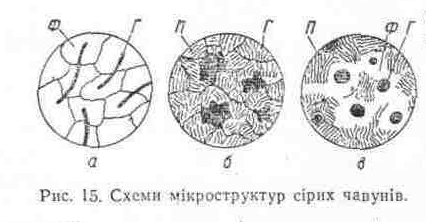 Ф Г П Г П Ф Г
а б в
Рис. 15. Схеми мікроструктур сірих чавунів.